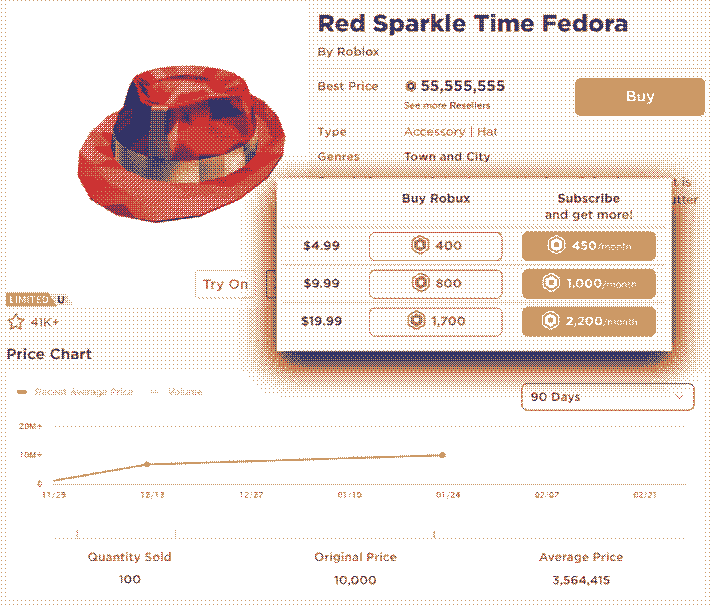 Red Sparkle Time Fedora
By Roblox
Best Price 55,555,555
See more Resellers
Buy
Type Accessory | Hat
Genres Town and City
is
Buy Robux Subscribe and get more!
$4.99 400 450/month
$9.99 800 1,000/month
$19.99 1,700 2,200/month
Try On
LIMITED U
41K+
Price Chart
Recent Average Price Volume
90 Days
20M+
10M+
0
11/29 12/13 12/27 01/10 01/24 02/07 02/21
Quantity Sold Original Price Average Price
100 10,000 3,564,415